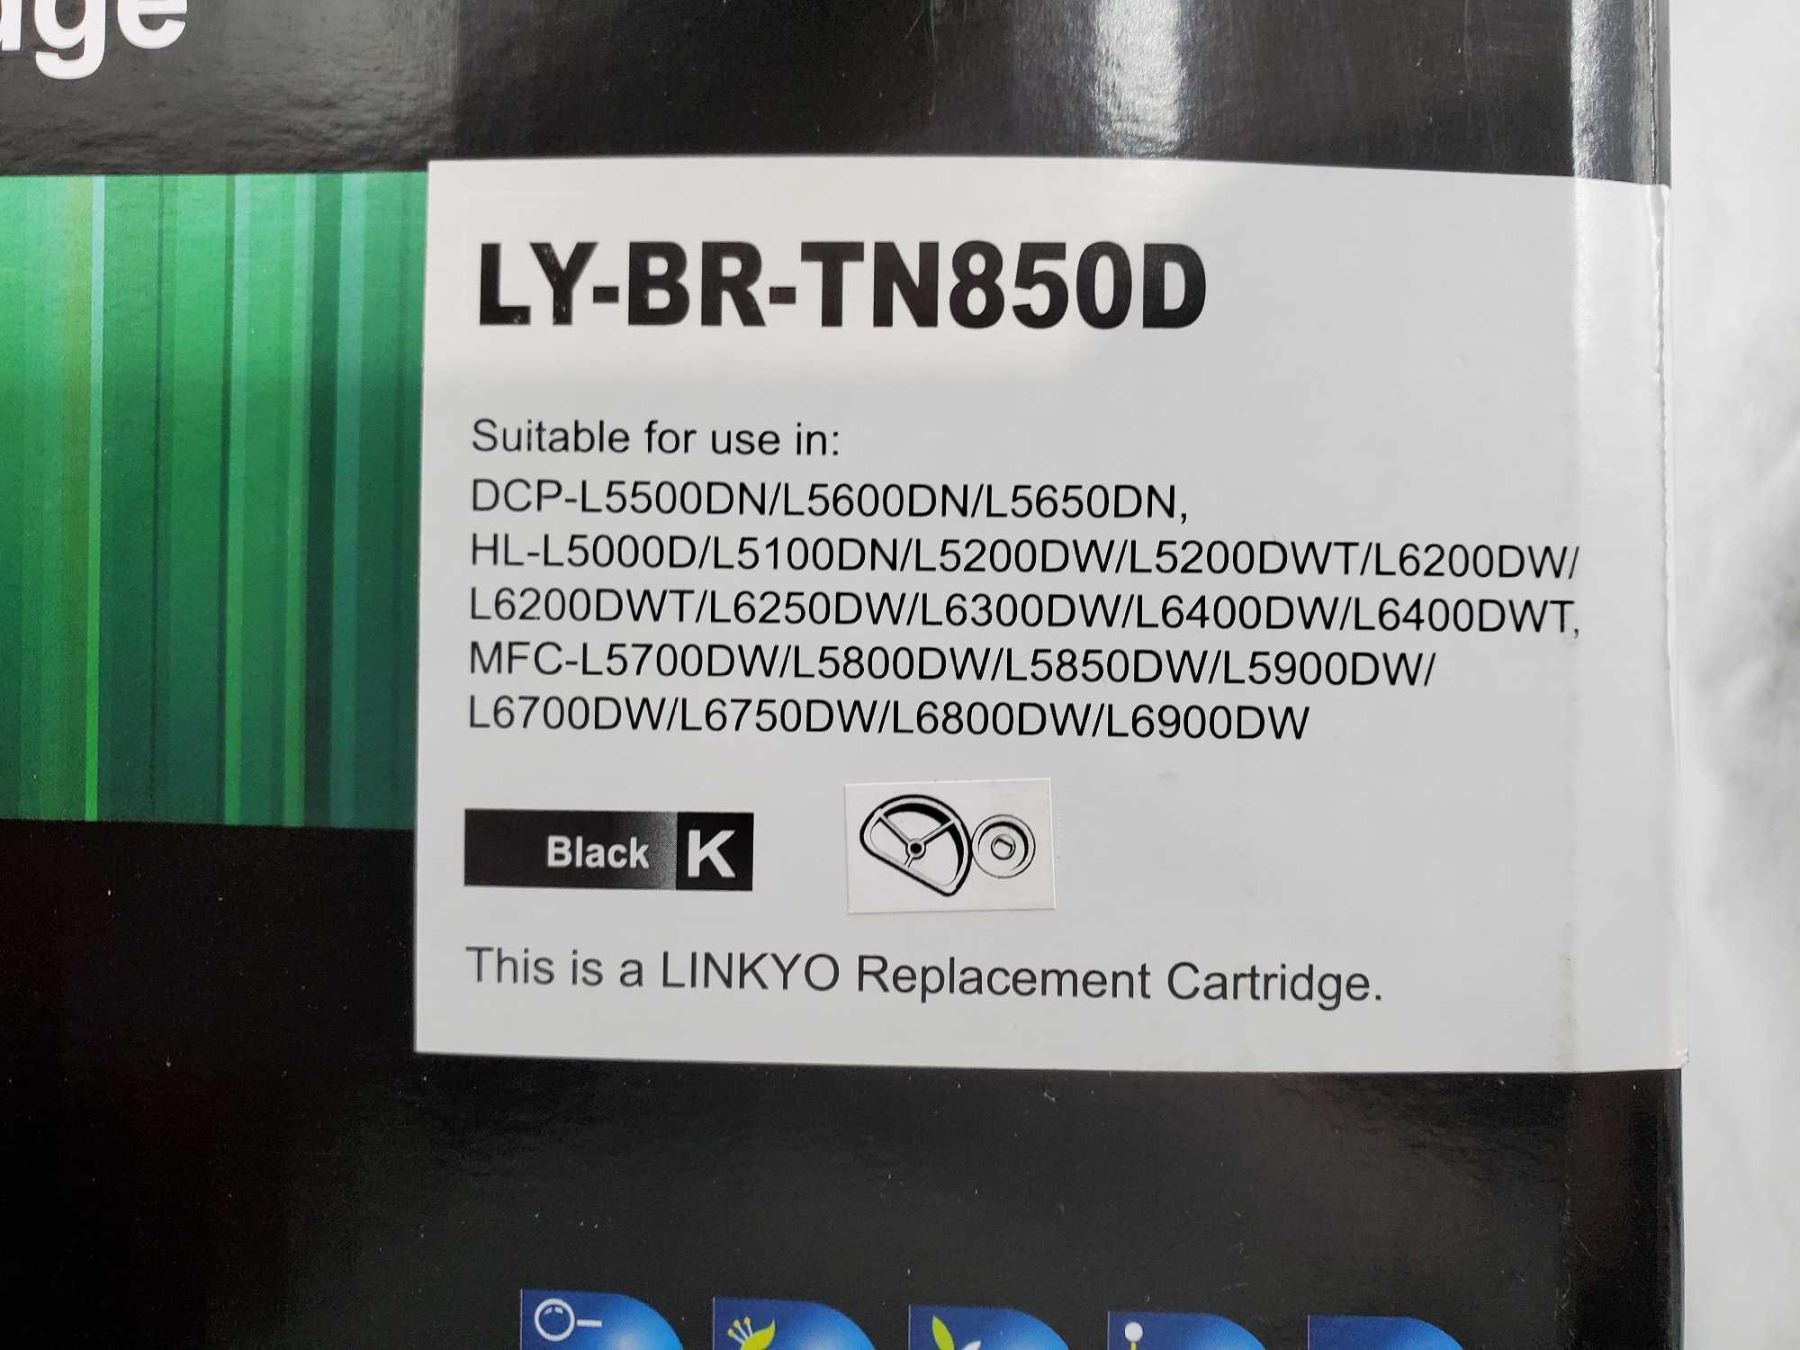 LY-BR-TN850D
Suitable for use in:
DCP-L5500DN/L5600DN/L5650DN,
HL-L5000D/L5100DN/L5200DW/L5200DWT/L6200DW/
L6200DWT/L6250DW/L6300DW/L6400DW/L6400DWT,
MFC-L5700DW/L5800DW/L5850DW/L5900DW/
L6700DW/L6750DW/L6800DW/L6900DW
Black K
This is a LINKYO Replacement Cartridge.